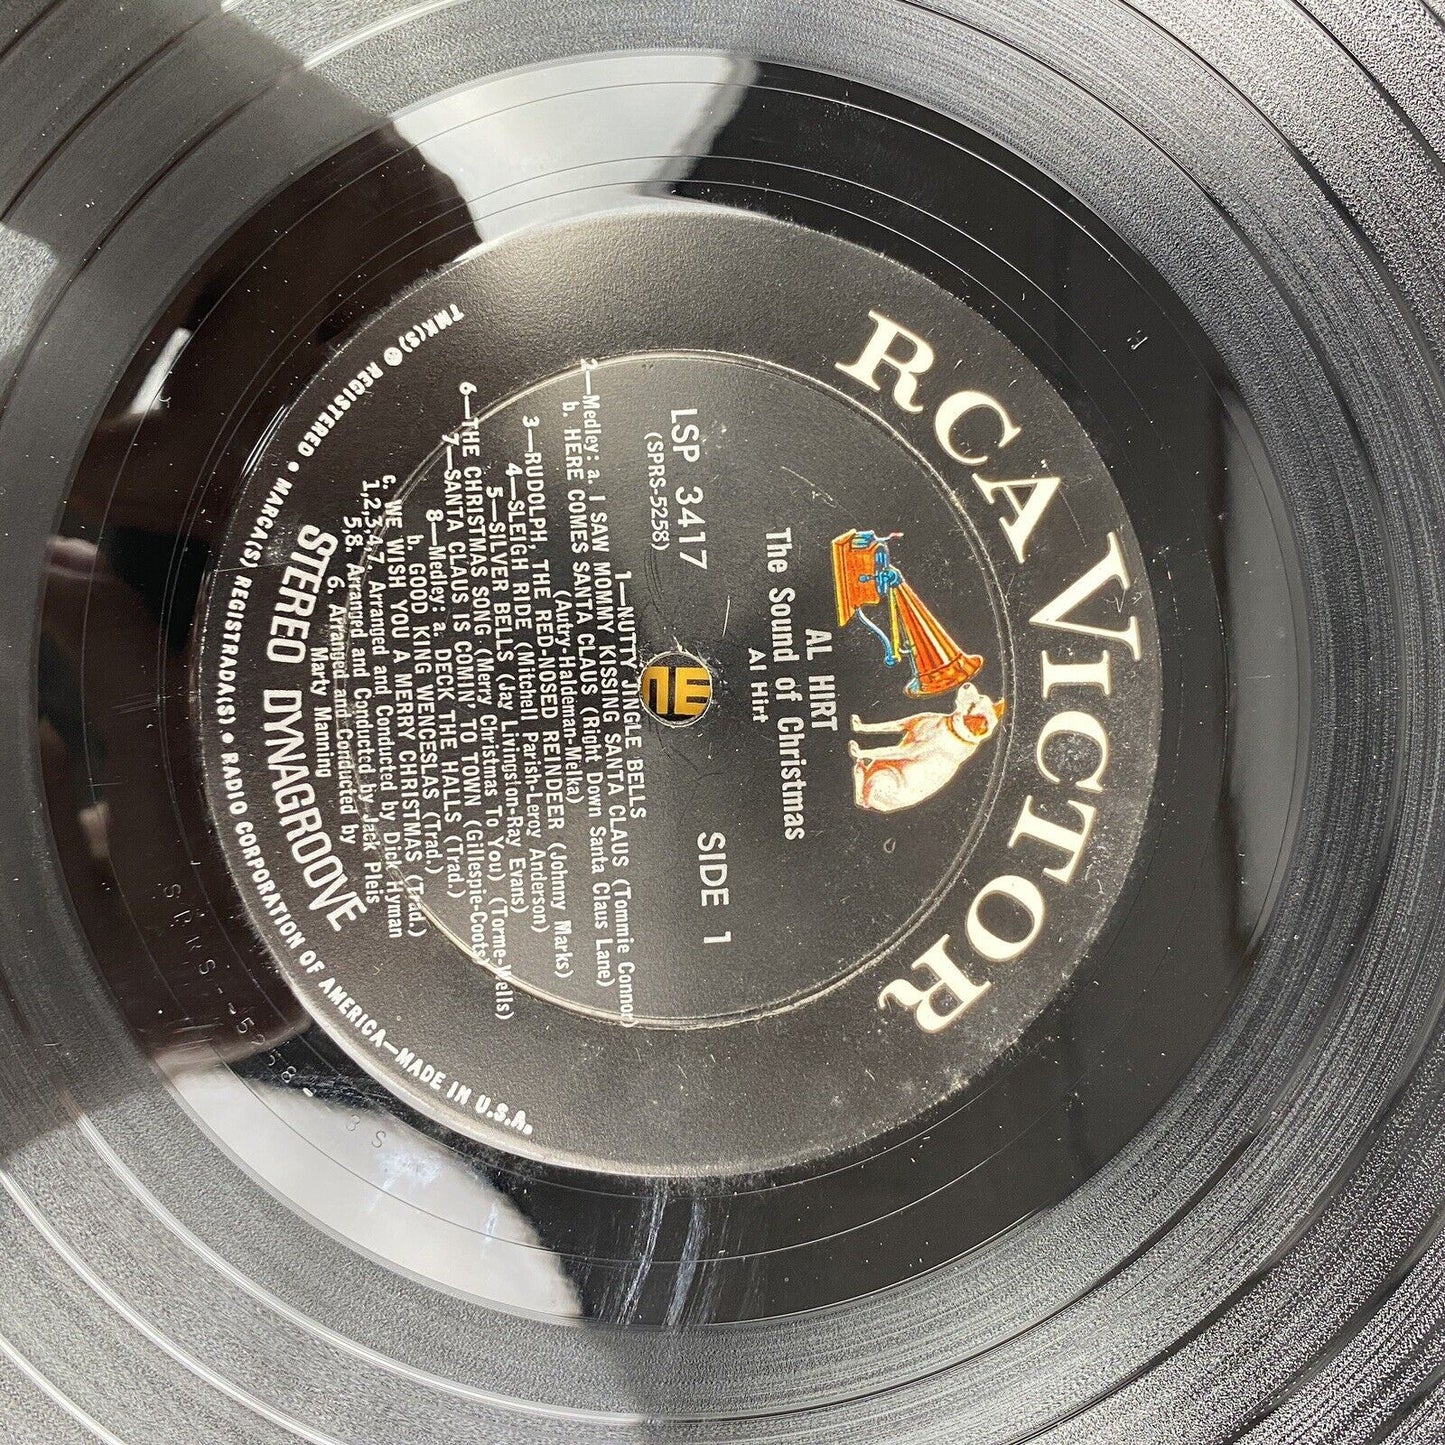 RCA VICTOR
AL HIRT
The Sound of Christmas
Al Hirt
LSP 3417
(SPRS-5258)
SIDE 1
1—NUTTY JINGLE BELLS
2—Medley: a. I SAW MOMMY KISSING SANTA CLAUS (Tommie Connor)
b. HERE COMES SANTA CLAUS (Right Down Santa Claus Lane)
(Autry-Haldeman-Melka)
3—RUDOLPH, THE RED-NOSED REINDEER (Johnny Marks)
4—SLEIGH RIDE (Mitchell Parish-Leroy Anderson)
5—SILVER BELLS (Jay Livingston-Ray Evans)
6—THE CHRISTMAS SONG (Merry Christmas To You) (Torme-Wells)
7—SANTA CLAUS IS COMIN' TO TOWN (Gillespie-Coots)
8—Medley: a. DECK THE HALLS (Trad.)
b. GOOD KING WENCESLAS (Trad.)
c. WE WISH YOU A MERRY CHRISTMAS (Trad.)
1,2,3,4,7. Arranged and Conducted by Dick Hyman
5,8. Arranged and Conducted by Jack Pleis
6. Arranged and Conducted by
Marty Manning
STEREO DYNAGROOVE
TMK(S) ® REGISTERED • MARCA(S) REGISTRADA(S) • RADIO CORPORATION OF AMERICA—MADE IN U.S.A.